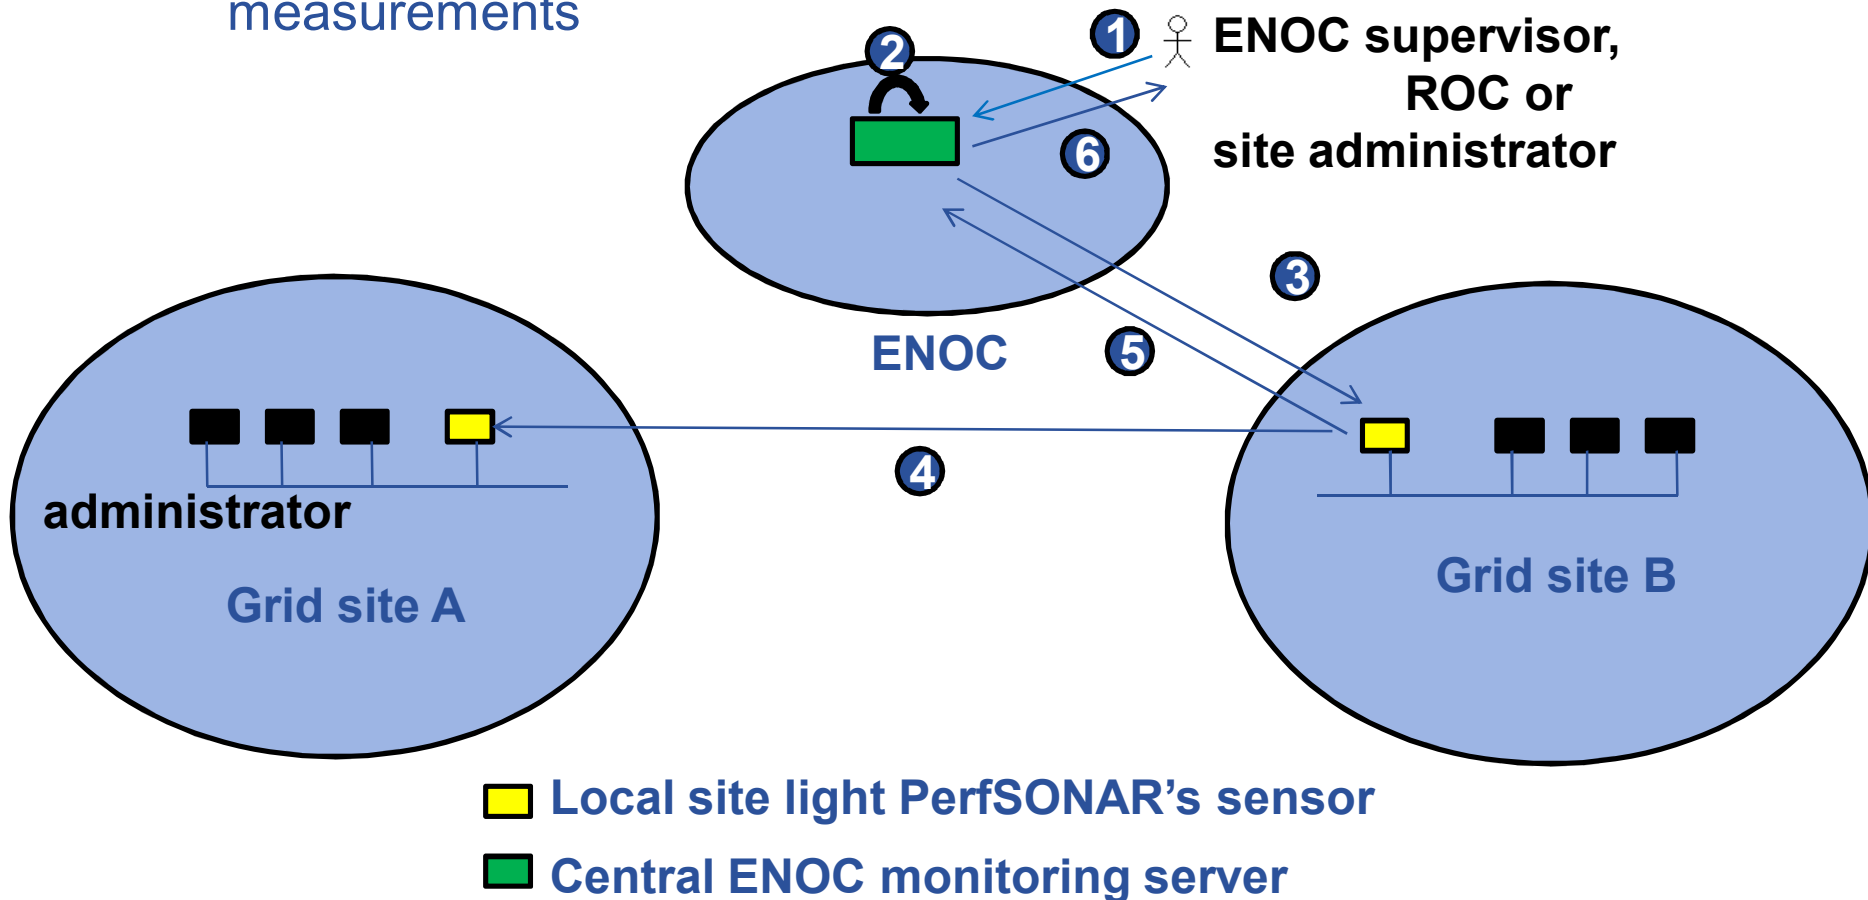 measurements
1
ENOC supervisor,
ROC or
site administrator
2
6
3
ENOC
5
4
administrator
Grid site A
Grid site B
Local site light PerfSONAR’s sensor
Central ENOC monitoring server